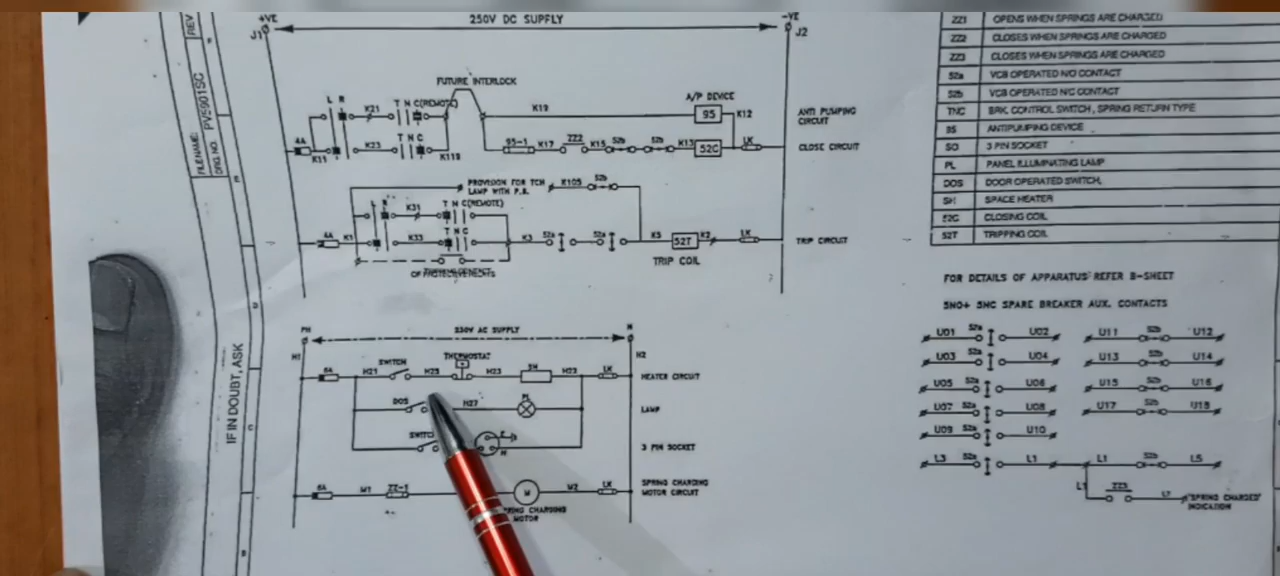 +VE
250V DC SUPPLY
-VE
J1
J2
FUTURE INTERLOCK
L R
K21
T N C(REMOTE)
K19
A/P DEVICE
95
K12
ANTI PUMPING
CIRCUIT
4A
K11
K23
T N C
K119
95-1
K17
ZZ2
K15
52b
52b
K13
52C
LK
CLOSE CIRCUIT
PROVISION FOR TCH
LAMP WITH P.B.
K105
52b
K31
T N C(REMOTE)
4A
K1
K33
T N C
K3
52a
52a
K5
52T
K2
LK
TRIP CIRCUIT
TRIP COIL
OF PROTECTIVE
PH
230V AC SUPPLY
N
H1
H2
SWITCH
THERMOSTAT
6A
H21
H25
H23
SH
H22
LK
HEATER CIRCUIT
DOS
H27
PL
LAMP
SWITCH
E
N
3 PIN SOCKET
6A
M1
ZZ-1
M
M2
LK
SPRING CHARGING
MOTOR CIRCUIT
RING CHARGING
MOTOR
REV
FILENAME: PV5901SC
DRG. NO.
IF IN DOUBT, ASK
ZZ1 OPENS WHEN SPRINGS ARE CHARGED
ZZ2 CLOSES WHEN SPRINGS ARE CHARGED
ZZ3 CLOSES WHEN SPRINGS ARE CHARGED
52a VCB OPERATED N/O CONTACT
52b VCB OPERATED N/C CONTACT
TNC BRK. CONTROL SWITCH, SPRING RETURN TYPE
95 ANTIPUMPING DEVICE
SO 3 PIN SOCKET
PL PANEL ILLUMINATING LAMP
DOS DOOR OPERATED SWITCH,
SH SPACE HEATER
52C CLOSING COIL
52T TRIPPING COIL
FOR DETAILS OF APPARATUS REFER B-SHEET
5NO+ 5NC SPARE BREAKER AUX. CONTACTS
U01 52a U02 U11 52b U12
U03 52a U04 U13 52b U14
U05 52a U06 U15 52b U16
U07 52a U08 U17 52b U18
U09 52a U10
L3 52a L1 L1 52b L5
L1 ZZ3 L7 'SPRING CHARGED'
INDICATION